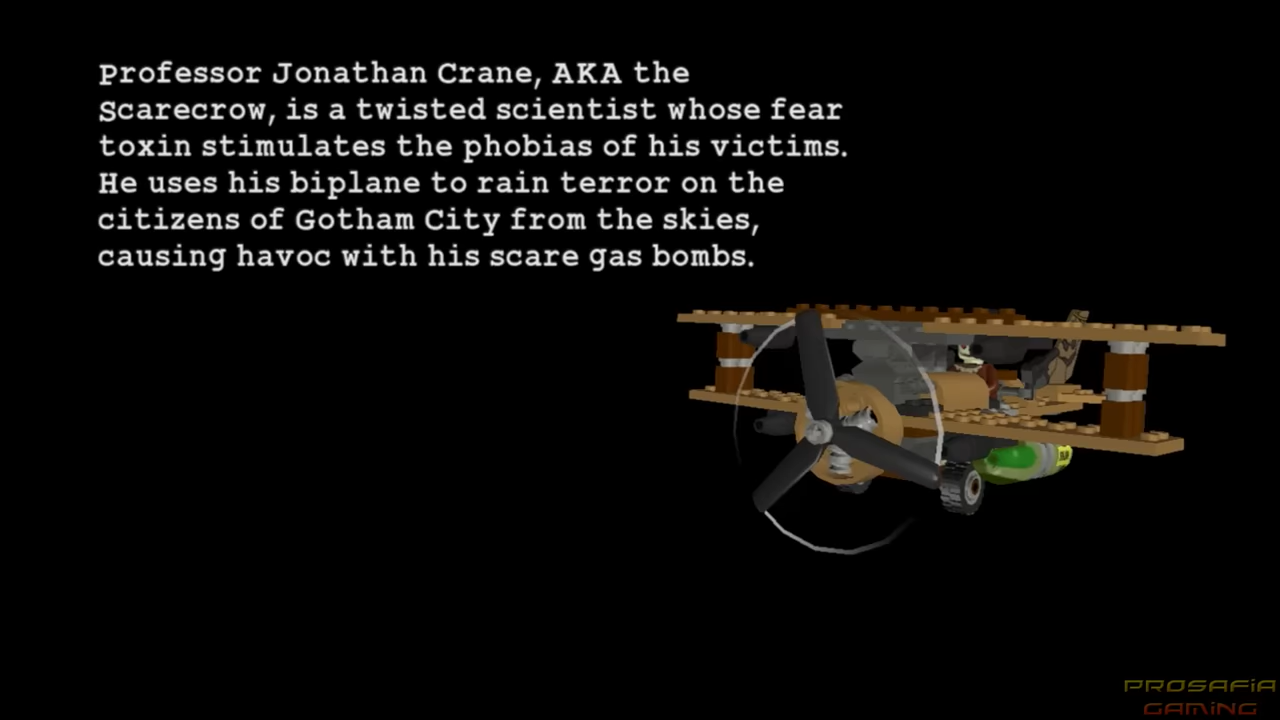 Professor Jonathan Crane, AKA the
Scarecrow, is a twisted scientist whose fear
toxin stimulates the phobias of his victims.
He uses his biplane to rain terror on the
citizens of Gotham City from the skies,
causing havoc with his scare gas bombs.
PROSAFiA
GAMiNG